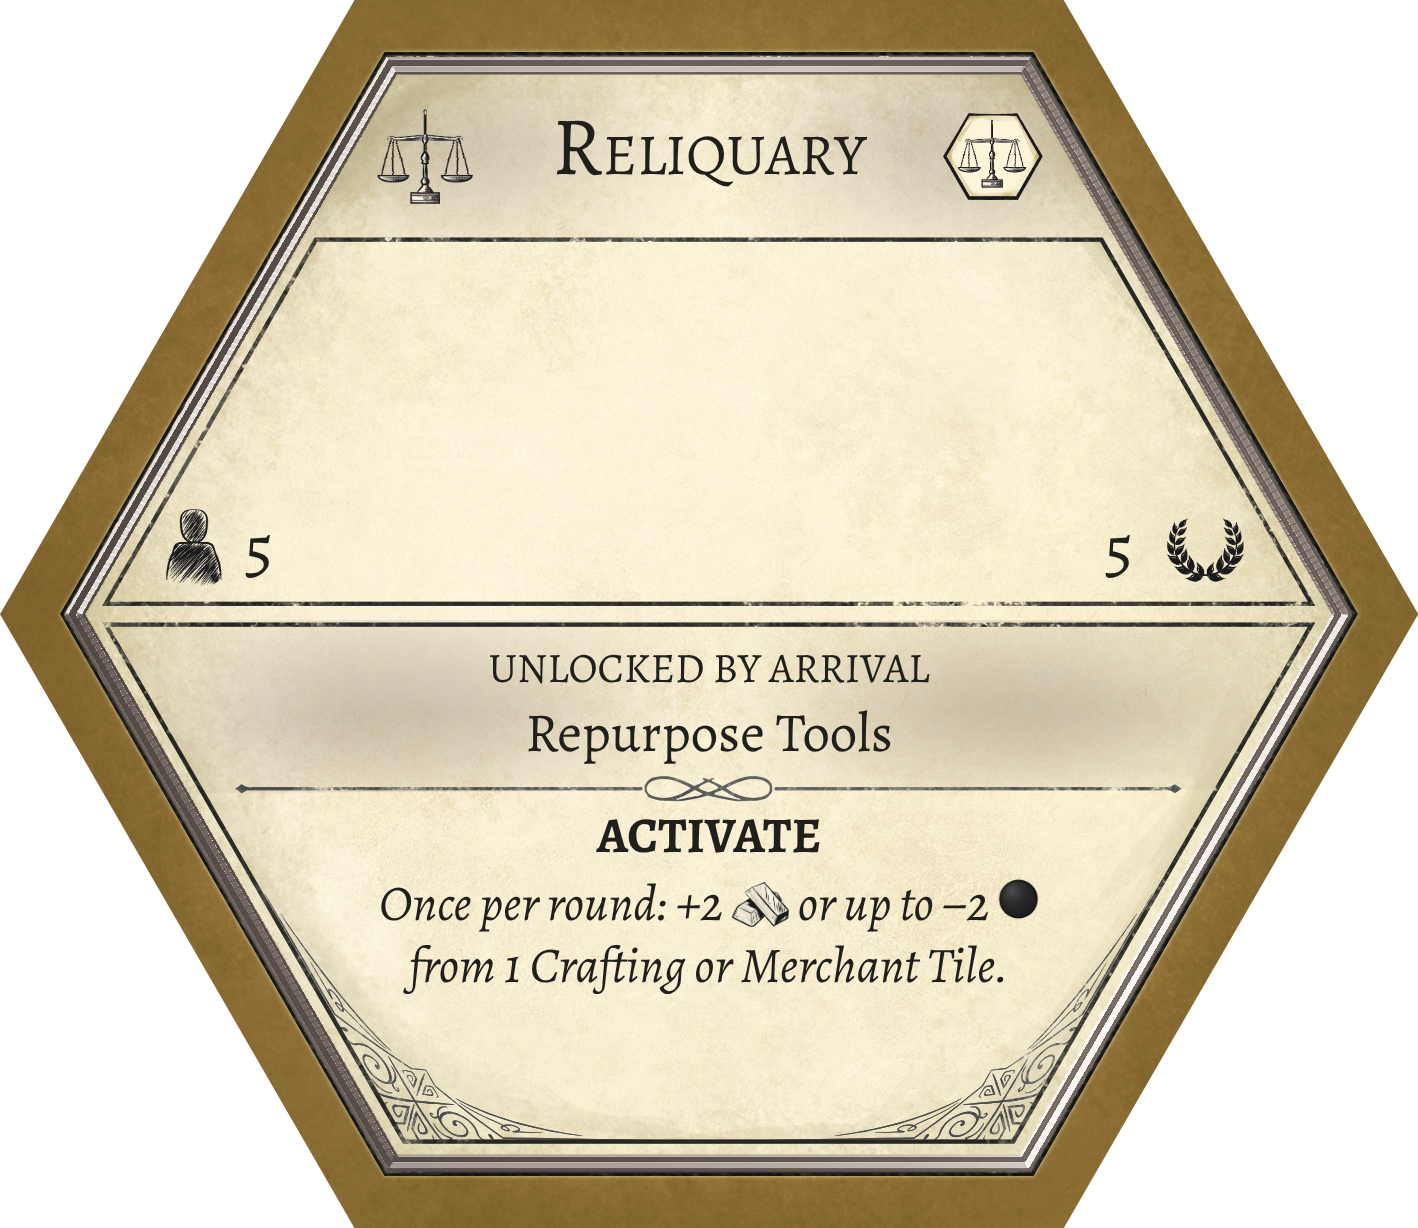 Reliquary
5
5
UNLOCKED BY ARRIVAL
Repurpose Tools
ACTIVATE
Once per round: +2 or up to –2
from 1 Crafting or Merchant Tile.